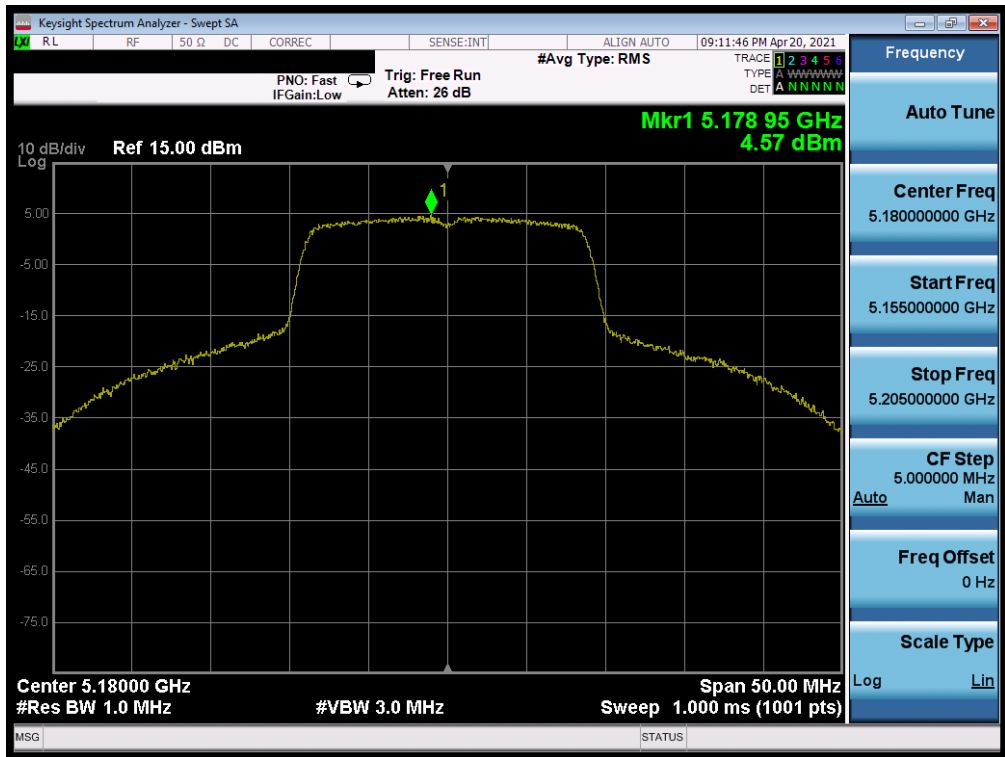 Keysight Spectrum Analyzer - Swept SA
LXI RL RF 50 Ω DC CORREC SENSE:INT ALIGN AUTO 09:11:46 PM Apr 20, 2021
#Avg Type: RMS
TRACE 1 2 3 4 5 6
TYPE A WWWWW
DET A N N N N N
PNO: Fast
IFGain:Low
Trig: Free Run
Atten: 26 dB
Mkr1 5.178 95 GHz
4.57 dBm
10 dB/div Ref 15.00 dBm
Log
1
5.00
-5.00
-15.0
-25.0
-35.0
-45.0
-55.0
-65.0
-75.0
Center 5.18000 GHz Span 50.00 MHz
#Res BW 1.0 MHz #VBW 3.0 MHz Sweep 1.000 ms (1001 pts)
MSG STATUS
Frequency
Auto Tune
Center Freq
5.180000000 GHz
Start Freq
5.155000000 GHz
Stop Freq
5.205000000 GHz
CF Step
5.000000 MHz
Auto Man
Freq Offset
0 Hz
Scale Type
Log Lin